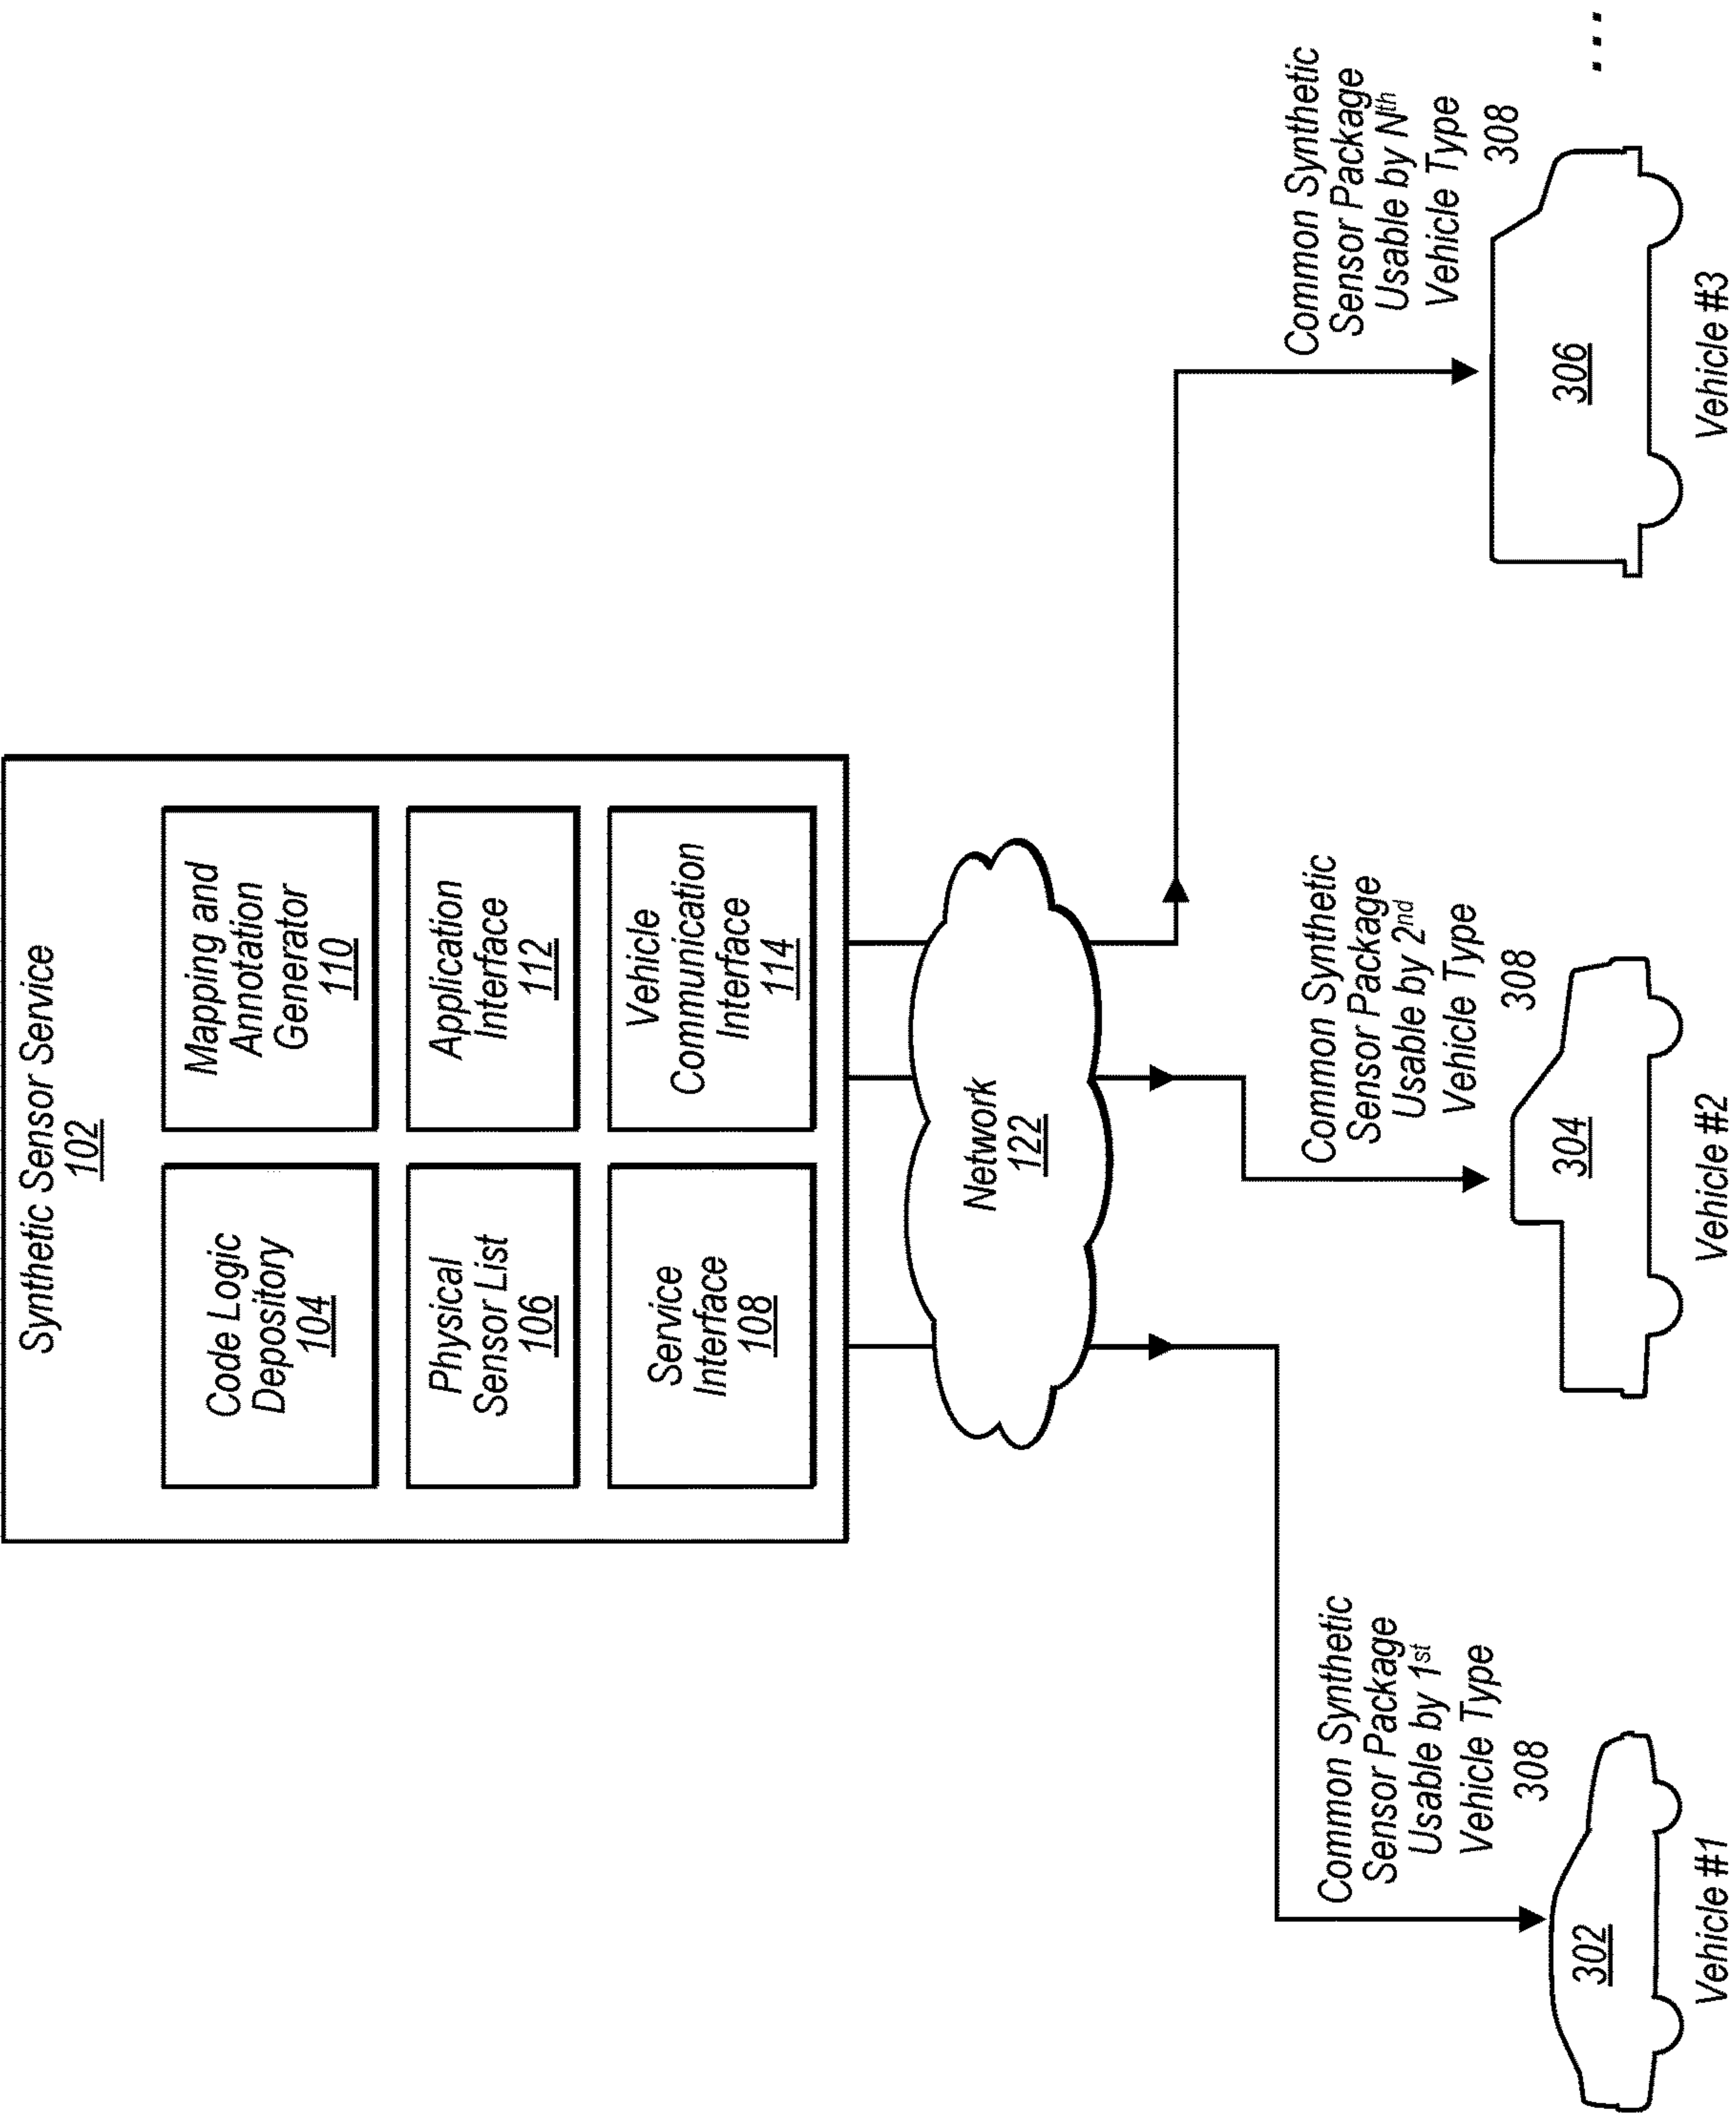 Synthetic Sensor Service
102
Code Logic
Depository
104
Mapping and
Annotation
Generator
110
Physical
Sensor List
106
Application
Interface
112
Service
Interface
108
Vehicle
Communication
Interface
114
Network
122
Common Synthetic
Sensor Package
Usable by 1st
Vehicle Type
308
302
Vehicle #1
Common Synthetic
Sensor Package
Usable by 2nd
Vehicle Type
308
304
Vehicle #2
Common Synthetic
Sensor Package
Usable by Nth
Vehicle Type
308
306
Vehicle #3
...